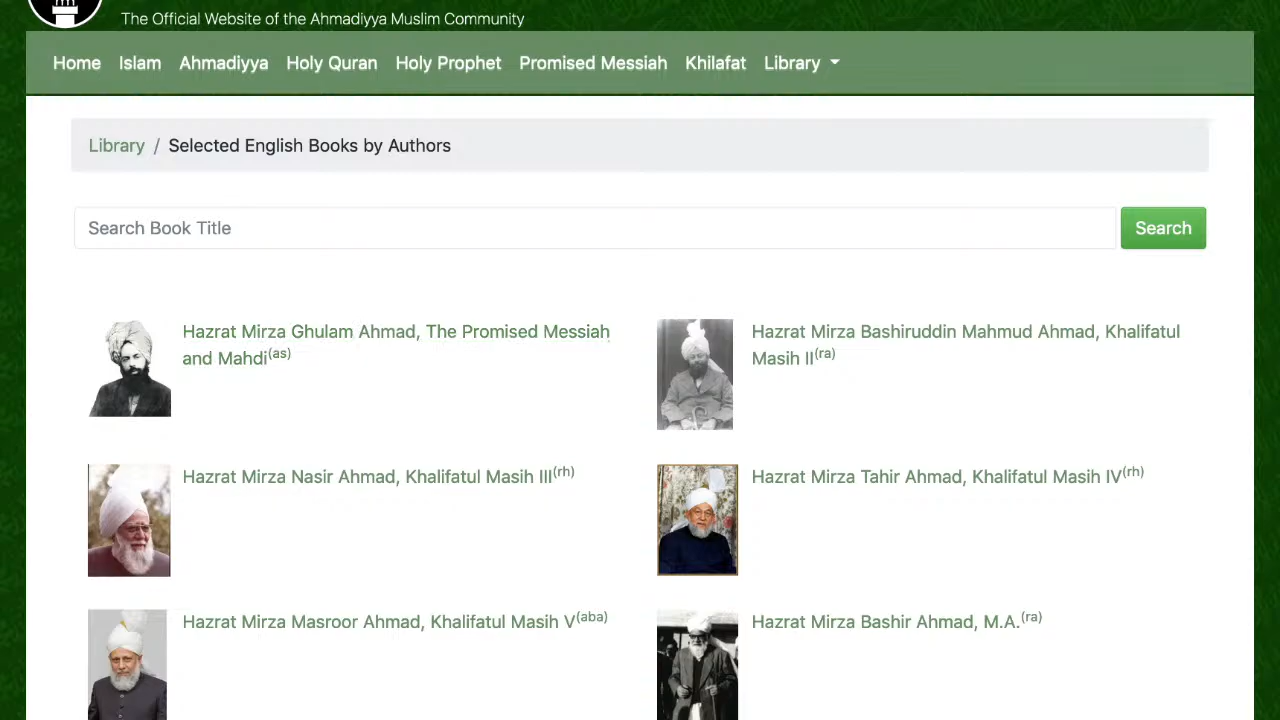 The Official Website of the Ahmadiyya Muslim Community
Home Islam Ahmadiyya Holy Quran Holy Prophet Promised Messiah Khilafat Library
Library / Selected English Books by Authors
Search Book Title Search
Hazrat Mirza Ghulam Ahmad, The Promised Messiah
and Mahdi(as)
Hazrat Mirza Bashiruddin Mahmud Ahmad, Khalifatul
Masih II(ra)
Hazrat Mirza Nasir Ahmad, Khalifatul Masih III(rh)
Hazrat Mirza Tahir Ahmad, Khalifatul Masih IV(rh)
Hazrat Mirza Masroor Ahmad, Khalifatul Masih V(aba)
Hazrat Mirza Bashir Ahmad, M.A.(ra)